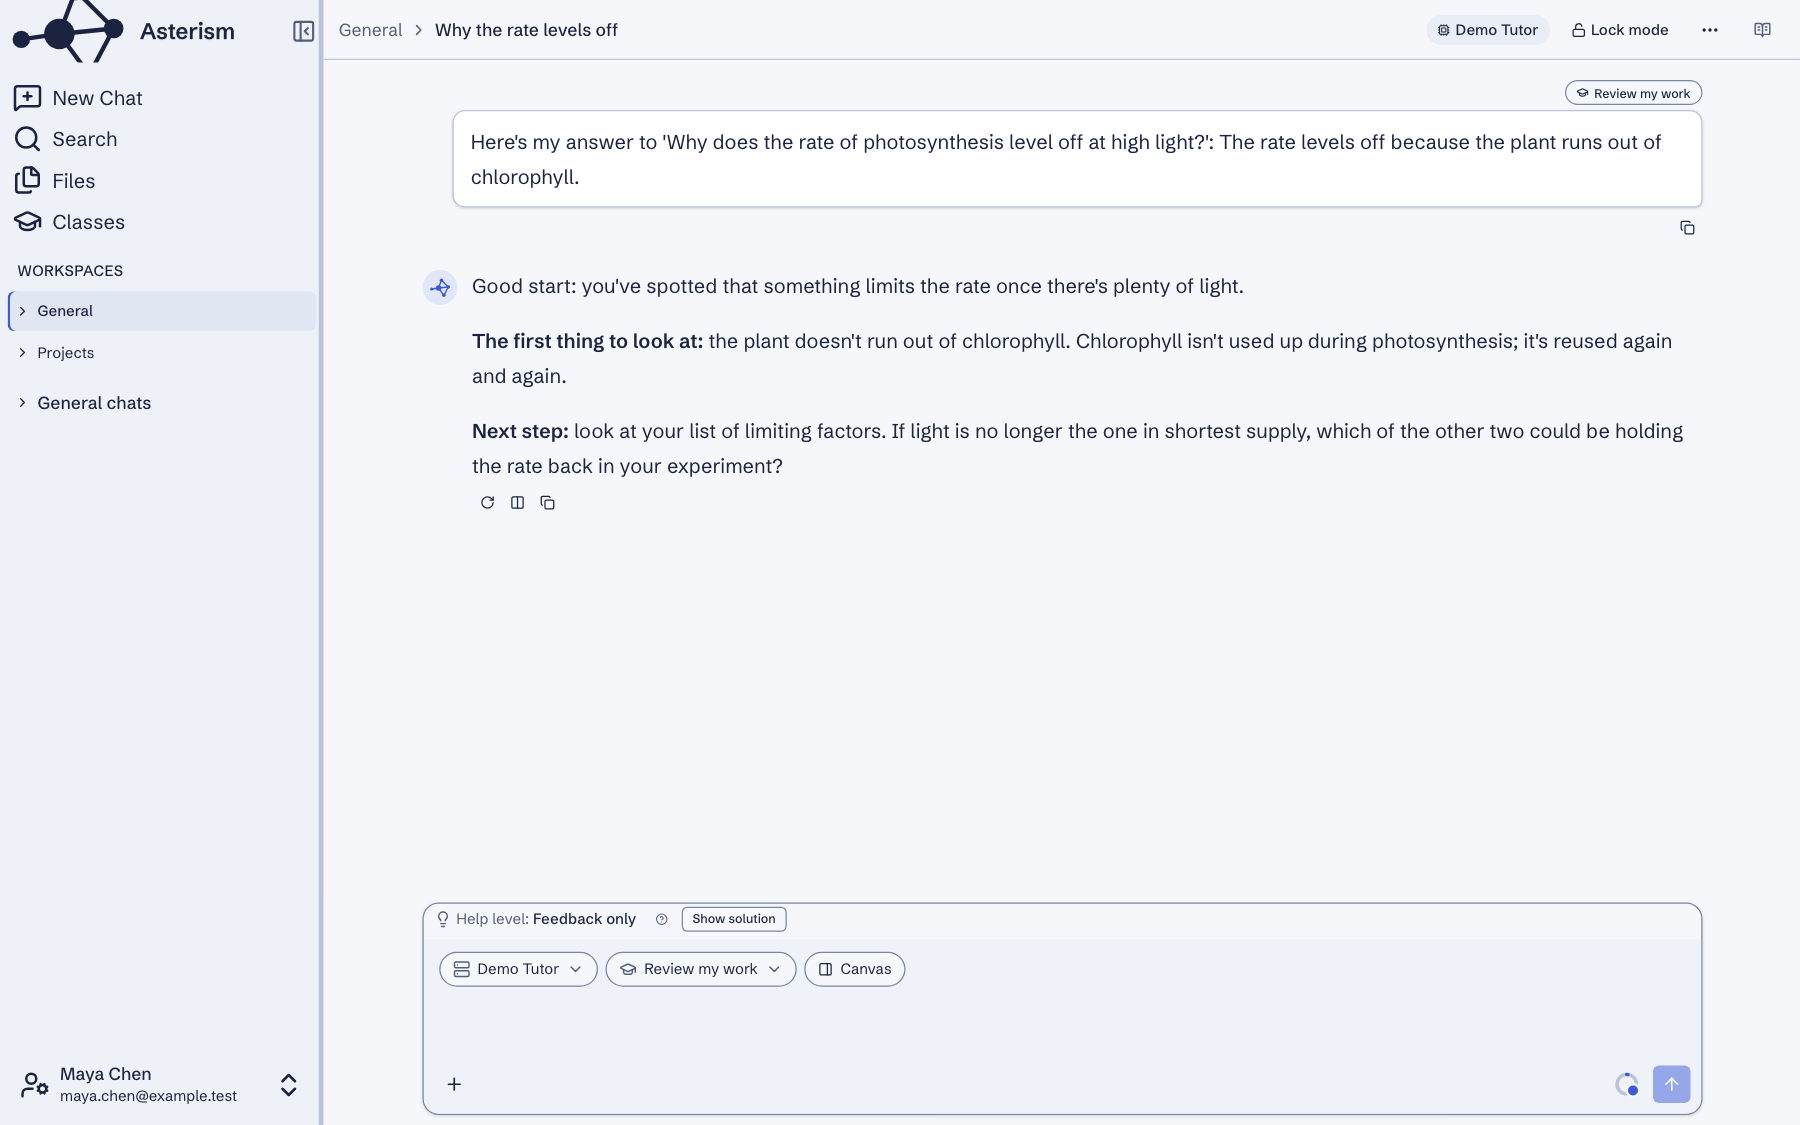 Asterism
New Chat
Search
Files
Classes
WORKSPACES
General
Projects
General chats
Maya Chen
maya.chen@example.test
General > Why the rate levels off
Demo Tutor
Lock mode
Review my work
Here's my answer to 'Why does the rate of photosynthesis level off at high light?': The rate levels off because the plant runs out of
chlorophyll.
Good start: you've spotted that something limits the rate once there's plenty of light.
The first thing to look at: the plant doesn't run out of chlorophyll. Chlorophyll isn't used up during photosynthesis; it's reused again
and again.
Next step: look at your list of limiting factors. If light is no longer the one in shortest supply, which of the other two could be holding
the rate back in your experiment?
Help level: Feedback only
Show solution
Demo Tutor
Review my work
Canvas